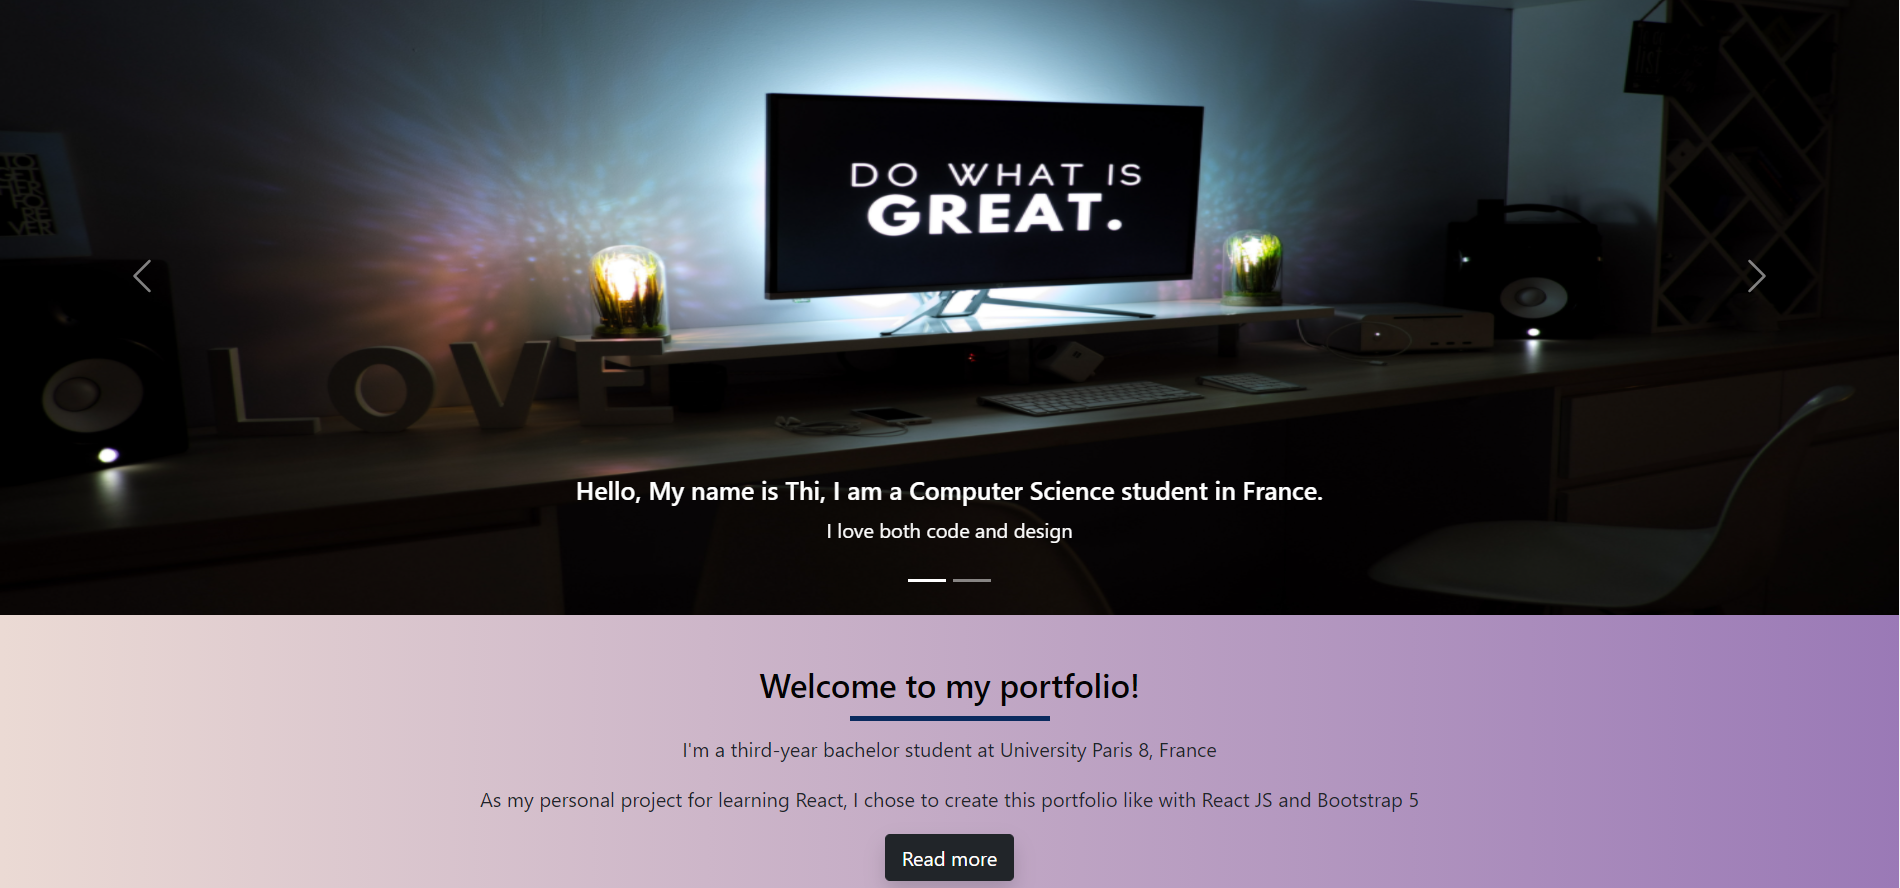 DO WHAT IS
GREAT.
LOVE
Hello, My name is Thi, I am a Computer Science student in France.
I love both code and design
Welcome to my portfolio!
I'm a third-year bachelor student at University Paris 8, France
As my personal project for learning React, I chose to create this portfolio like with React JS and Bootstrap 5
Read more